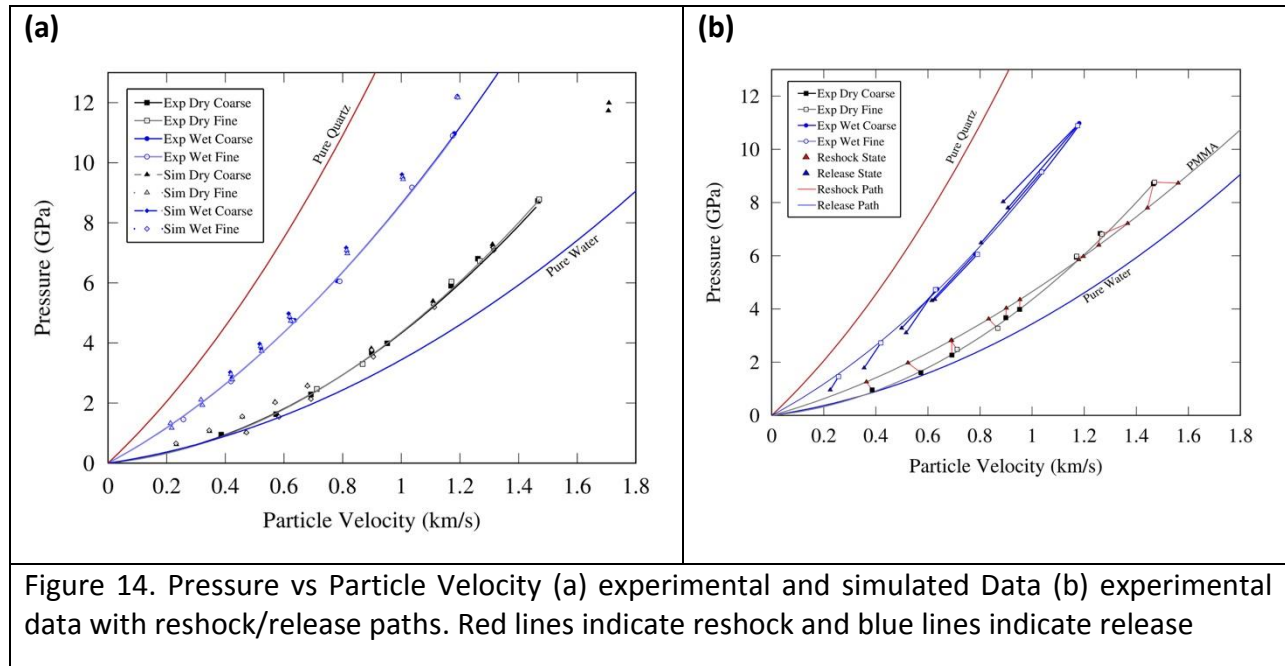 (a)
12
10
8
6
4
2
0
Pressure (GPa)
Exp Dry Coarse
Exp Dry Fine
Exp Wet Coarse
Exp Wet Fine
Sim Dry Coarse
Sim Dry Fine
Sim Wet Coarse
Sim Wet Fine
Pure Quartz
Pure Water
0 0.2 0.4 0.6 0.8 1 1.2 1.4 1.6 1.8
Particle Velocity (km/s)
(b)
12
10
8
6
4
2
0
Pressure (GPa)
Exp Dry Coarse
Exp Dry Fine
Exp Wet Coarse
Exp Wet Fine
Reshock State
Release State
Reshock Path
Release Path
Pure Quartz
PMMA
Pure Water
0 0.2 0.4 0.6 0.8 1 1.2 1.4 1.6 1.8
Particle Velocity (km/s)
Figure 14. Pressure vs Particle Velocity (a) experimental and simulated Data (b) experimental
data with reshock/release paths. Red lines indicate reshock and blue lines indicate release